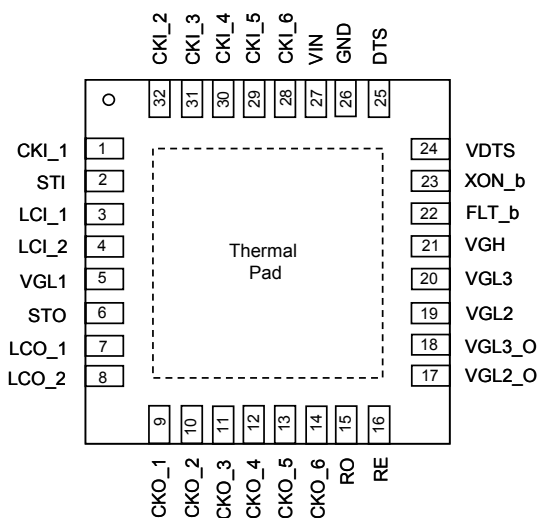 CKI_2
CKI_3
CKI_4
CKI_5
CKI_6
VIN
GND
DTS
32
31
30
29
28
27
26
25
CKI_1
1
STI
2
LCI_1
3
LCI_2
4
VGL1
5
STO
6
LCO_1
7
LCO_2
8
Thermal
Pad
24
VDTS
23
XON_b
22
FLT_b
21
VGH
20
VGL3
19
VGL2
18
VGL3_O
17
VGL2_O
9
10
11
12
13
14
15
16
CKO_1
CKO_2
CKO_3
CKO_4
CKO_5
CKO_6
RO
RE